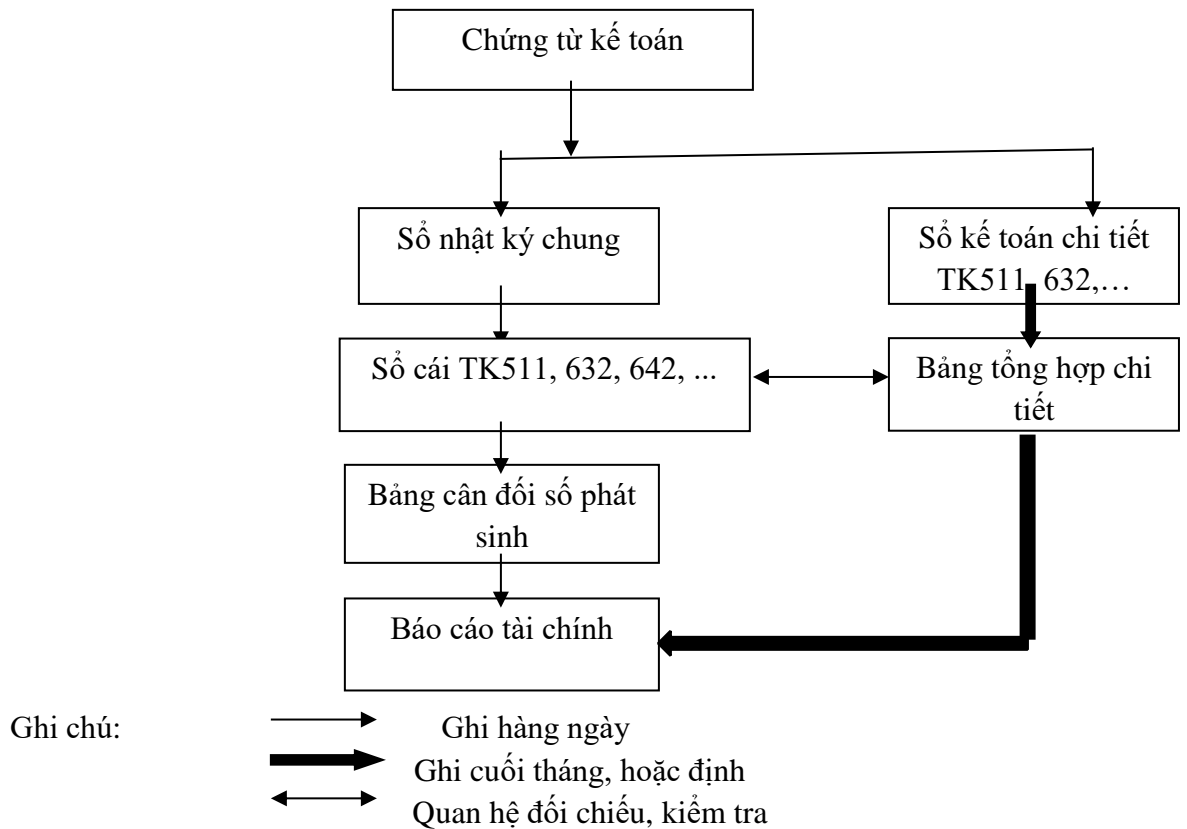 Chứng từ kế toán
Sổ nhật ký chung
Sổ kế toán chi tiết
TK511, 632,…
Sổ cái TK511, 632, 642, ...
Bảng tổng hợp chi
tiết
Bảng cân đối số phát
sinh
Báo cáo tài chính
Ghi chú:
Ghi hàng ngày
Ghi cuối tháng, hoặc định
Quan hệ đối chiếu, kiểm tra